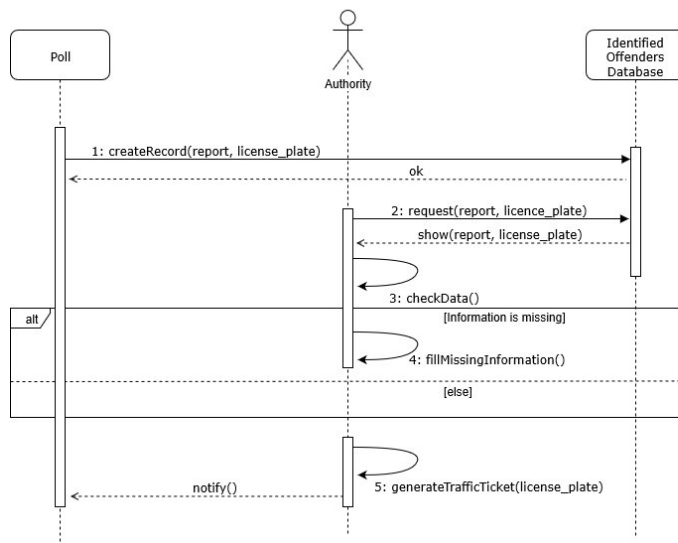 Poll
Authority
Identified
Offenders
Database
1: createRecord(report, license_plate)
ok
2: request(report, licence_plate)
show(report, license_plate)
3: checkData()
alt
[Information is missing]
4: fillMissingInformation()
[else]
5: generateTrafficTicket(license_plate)
notify()